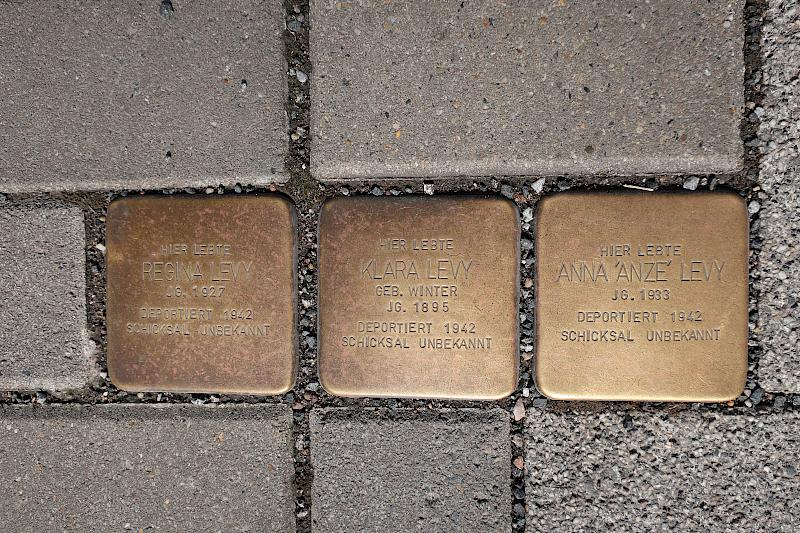 HIER LEBTE
REGINA LEVY
JG. 1927
DEPORTIERT 1942
SCHICKSAL UNBEKANNT
HIER LEBTE
KLARA LEVY
GEB. WINTER
JG. 1895
DEPORTIERT 1942
SCHICKSAL UNBEKANNT
HIER LEBTE
ANNA 'ANZE' LEVY
JG. 1933
DEPORTIERT 1942
SCHICKSAL UNBEKANNT